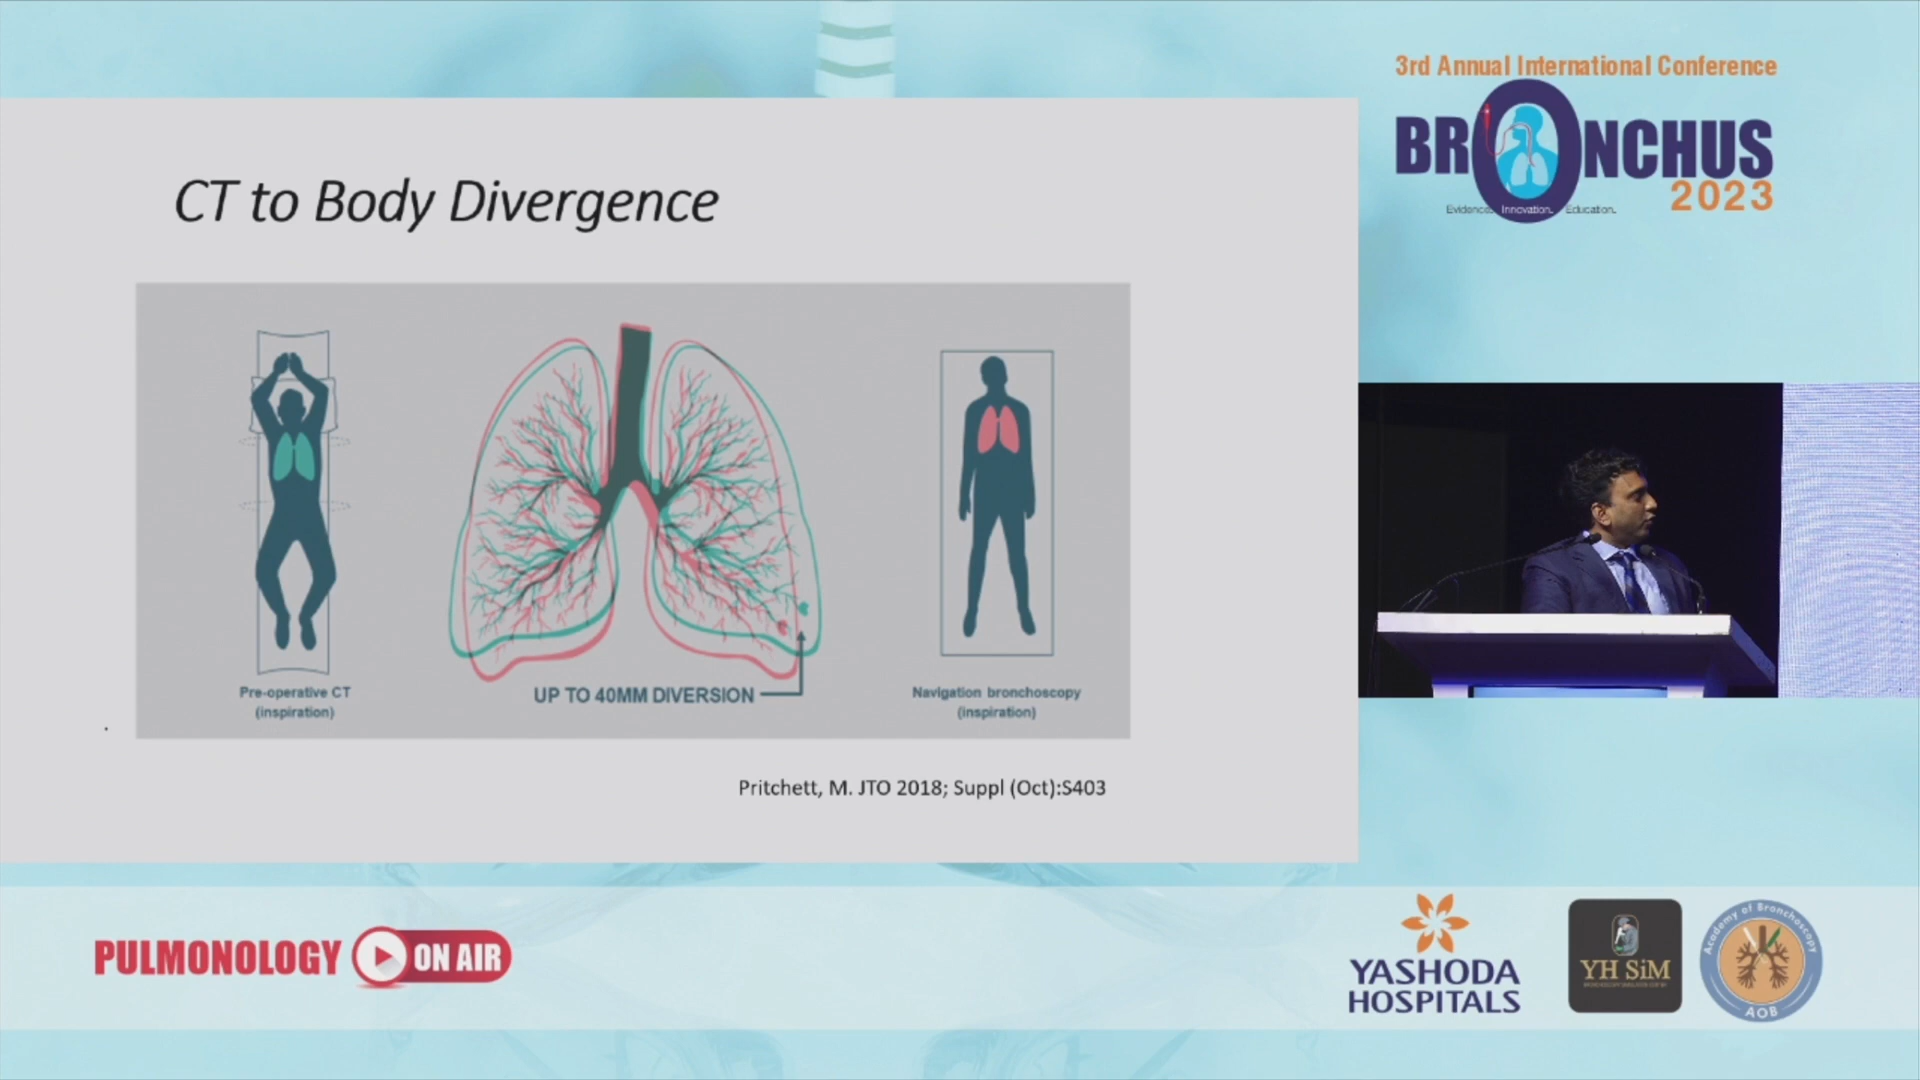 3rd Annual International Conference
BRONCHUS
2023
Evidence. Innovation. Education.
CT to Body Divergence
Pre-operative CT
(inspiration)
UP TO 40MM DIVERSION
Navigation bronchoscopy
(inspiration)
Pritchett, M. JTO 2018; Suppl (Oct):S403
PULMONOLOGY ON AIR
YASHODA
HOSPITALS
YH SiM
Academy of Bronchoscopy
AOB